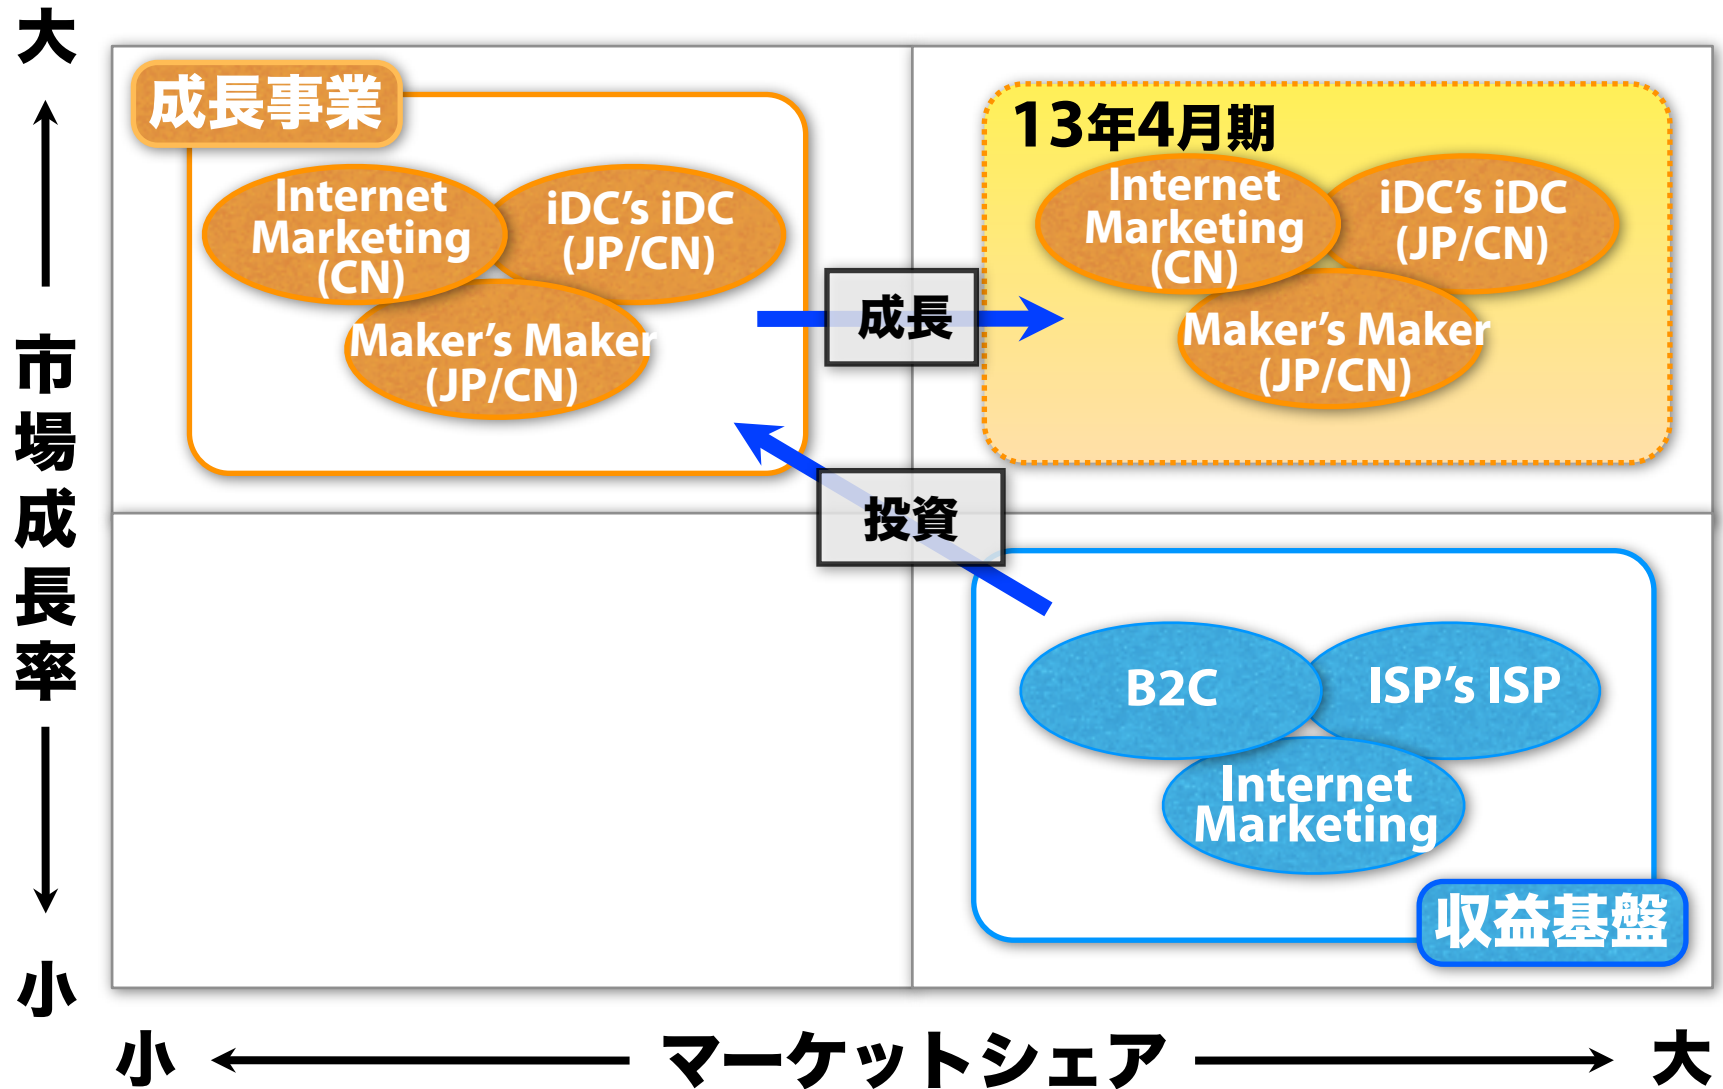 大
市場成長率
小
成長事業
Internet
Marketing
(CN)
iDC’s iDC
(JP/CN)
Maker’s Maker
(JP/CN)
成長
13年4月期
Internet
Marketing
(CN)
iDC’s iDC
(JP/CN)
Maker’s Maker
(JP/CN)
投資
B2C
ISP’s ISP
Internet
Marketing
収益基盤
小
マーケットシェア
大